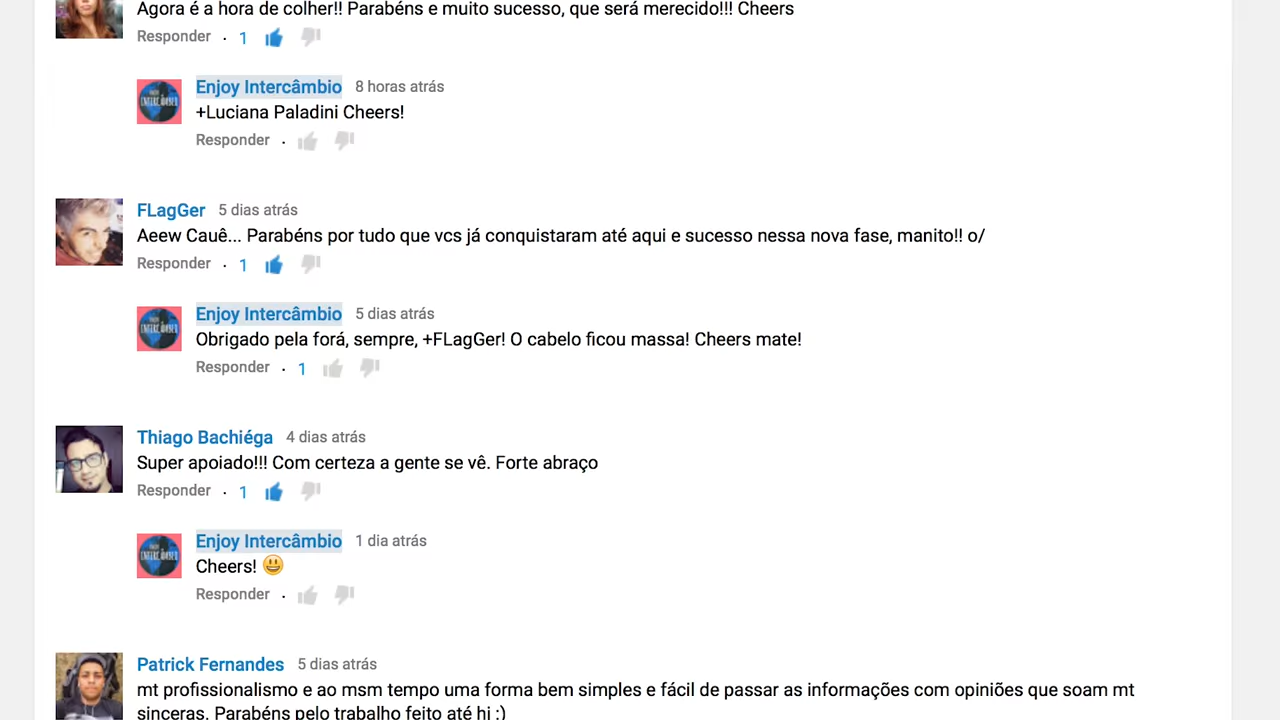 Agora é a hora de colher!! Parabéns e muito sucesso, que será merecido!!! Cheers
Responder . 1
Enjoy Intercâmbio 8 horas atrás
+Luciana Paladini Cheers!
Responder .
FLagGer 5 dias atrás
Aeew Cauê... Parabéns por tudo que vcs já conquistaram até aqui e sucesso nessa nova fase, manito!! o/
Responder . 1
Enjoy Intercâmbio 5 dias atrás
Obrigado pela forá, sempre, +FLagGer! O cabelo ficou massa! Cheers mate!
Responder . 1
Thiago Bachiéga 4 dias atrás
Super apoiado!!! Com certeza a gente se vê. Forte abraço
Responder . 1
Enjoy Intercâmbio 1 dia atrás
Cheers! 😃
Responder .
Patrick Fernandes 5 dias atrás
mt profissionalismo e ao msm tempo uma forma bem simples e fácil de passar as informações com opiniões que soam mt
sinceras. Parabéns pelo trabalho feito até hj :)